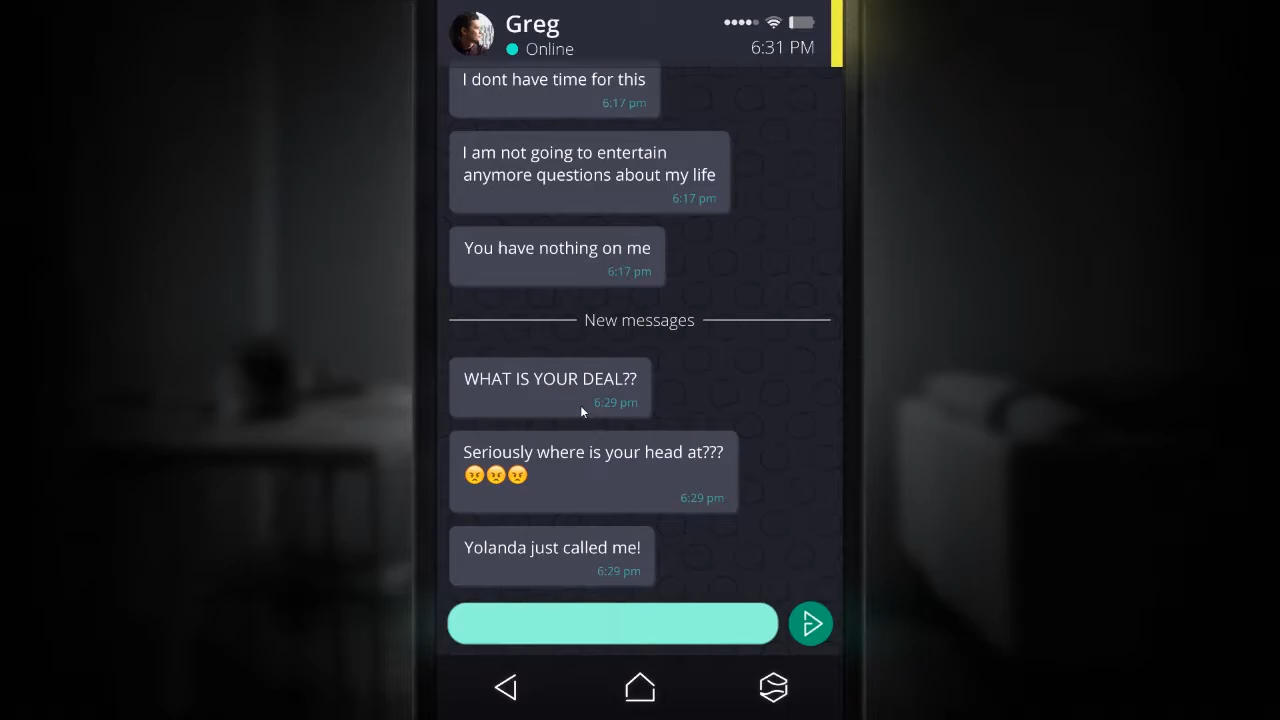 Greg
Online
6:31 PM
I dont have time for this
6:17 pm
I am not going to entertain
anymore questions about my life
6:17 pm
You have nothing on me
6:17 pm
New messages
WHAT IS YOUR DEAL??
6:29 pm
Seriously where is your head at???
😡😡😡
6:29 pm
Yolanda just called me!
6:29 pm